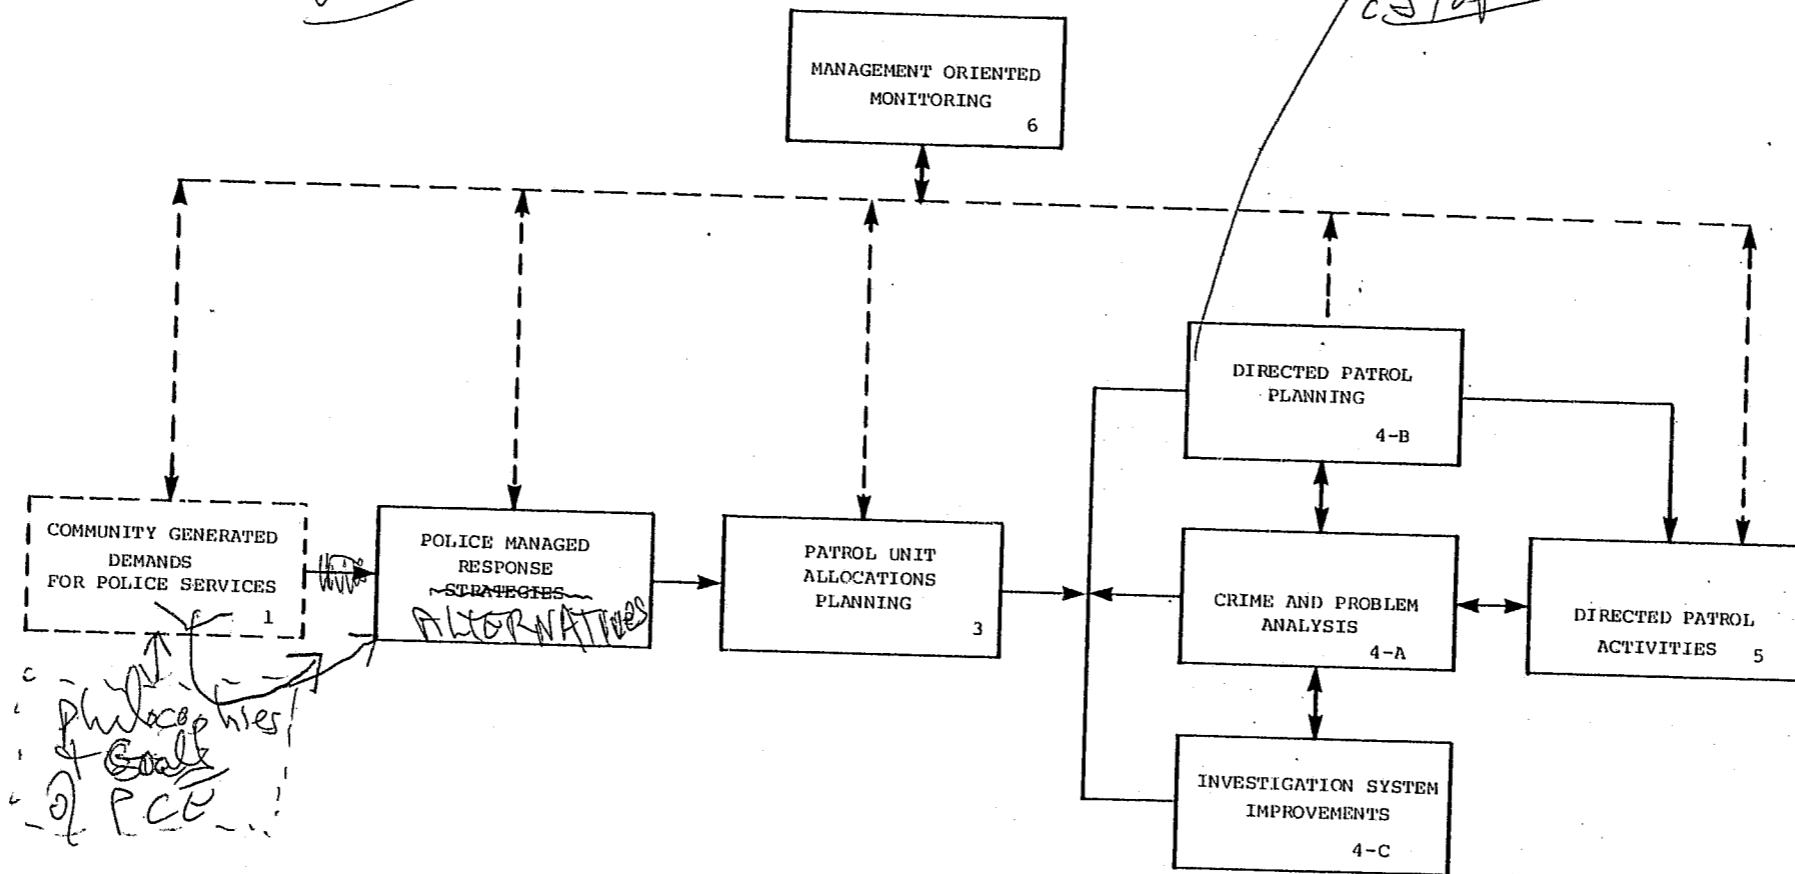 MANAGEMENT ORIENTED
MONITORING
6
DIRECTED PATROL
PLANNING
4-B
COMMUNITY GENERATED
DEMANDS
FOR POLICE SERVICES
1
POLICE MANAGED
RESPONSE
STRATEGIES
ALTERNATIVES
PATROL UNIT
ALLOCATIONS
PLANNING
3
CRIME AND PROBLEM
ANALYSIS
4-A
DIRECTED PATROL
ACTIVITIES
5
philosophies
+ Goals
of PCE
INVESTIGATION SYSTEM
IMPROVEMENTS
4-C